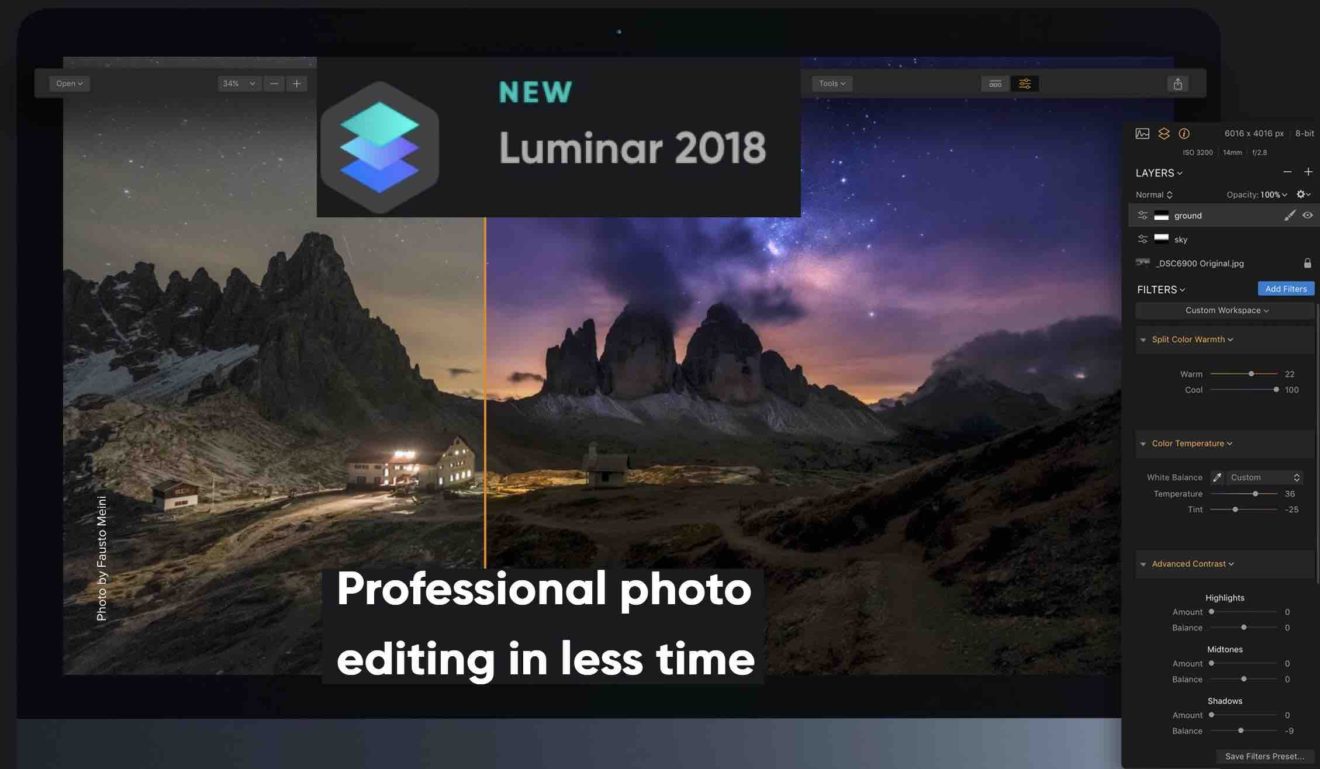 Open
34%
NEW
Luminar 2018
Tools
6016 x 4016 px 8-bit
ISO 3200 14mm f/2.8
LAYERS
Normal Opacity: 100%
ground
sky
_DSC6900 Original.jpg
FILTERS Add Filters
Custom Workspace
Split Color Warmth
Warm 22
Cool 100
Color Temperature
White Balance Custom
Temperature 36
Tint -25
Advanced Contrast
Highlights
Amount 0
Balance 0
Midtones
Amount 0
Balance 0
Shadows
Amount 0
Balance -9
Save Filters Preset...
Photo by Fausto Meini
Professional photo
editing in less time